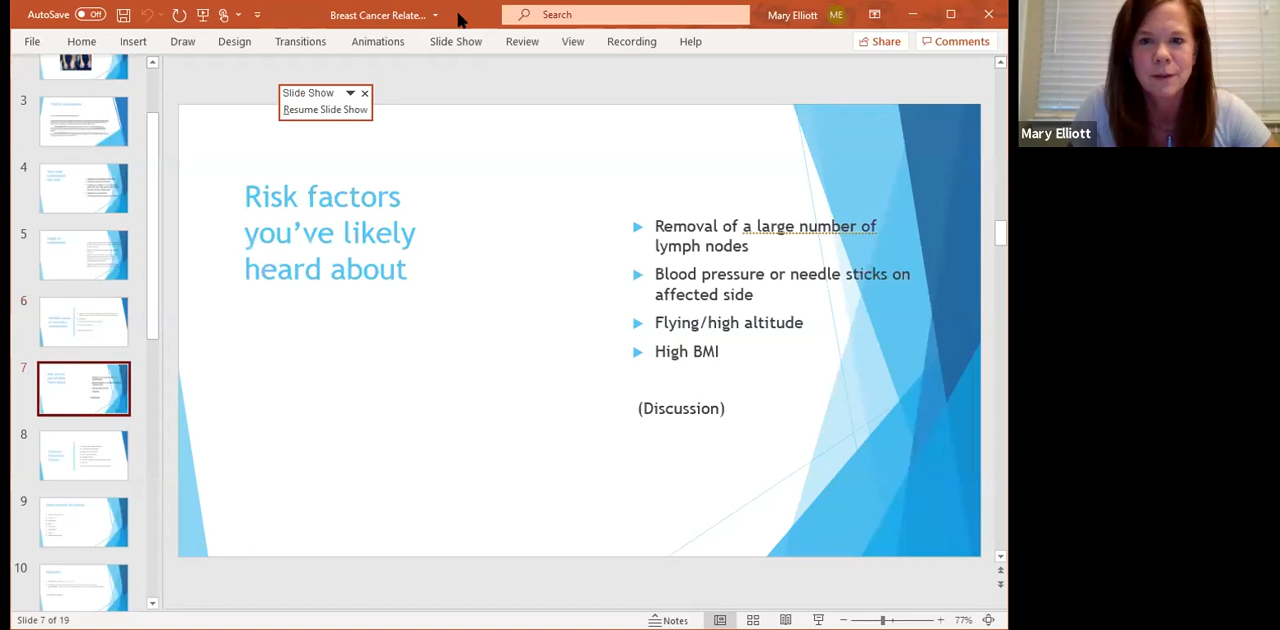 AutoSave Off Breast Cancer Relate... Search Mary Elliott ME
File Home Insert Draw Design Transitions Animations Slide Show Review View Recording Help Share Comments
Slide Show
Resume Slide Show
Mary Elliott
3
4
5
6
7
8
9
10
Risk factors
you’ve likely
heard about
Removal of a large number of
lymph nodes
Blood pressure or needle sticks on
affected side
Flying/high altitude
High BMI
(Discussion)
Slide 7 of 19 Notes 77%